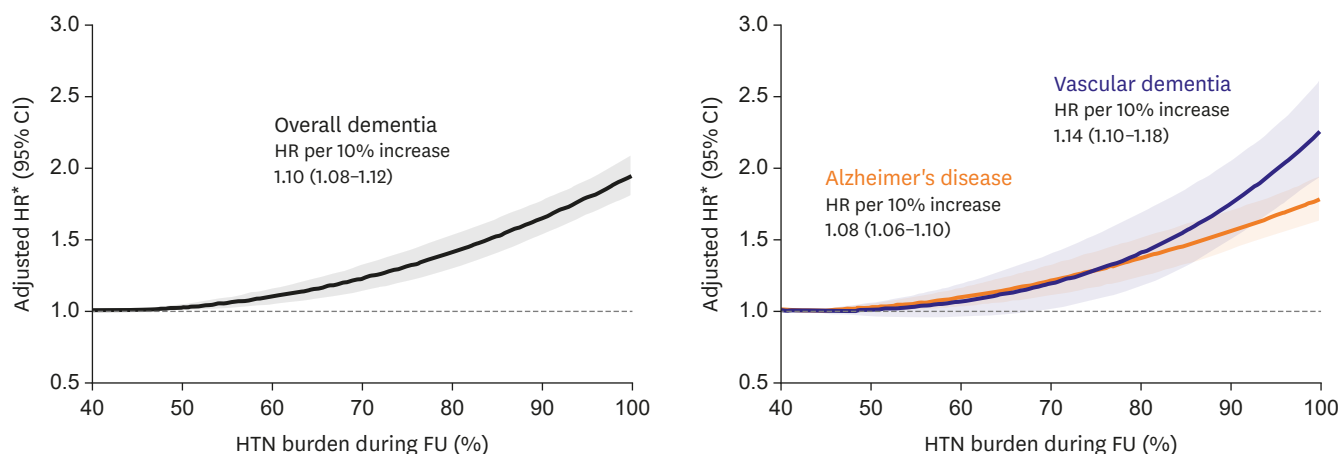 Adjusted HR* (95% CI)
3.0
2.5
2.0
1.5
1.0
0.5
Overall dementia
HR per 10% increase
1.10 (1.08–1.12)
40 50 60 70 80 90 100
HTN burden during FU (%)
Adjusted HR* (95% CI)
3.0
2.5
2.0
1.5
1.0
0.5
Vascular dementia
HR per 10% increase
1.14 (1.10–1.18)
Alzheimer's disease
HR per 10% increase
1.08 (1.06–1.10)
40 50 60 70 80 90 100
HTN burden during FU (%)